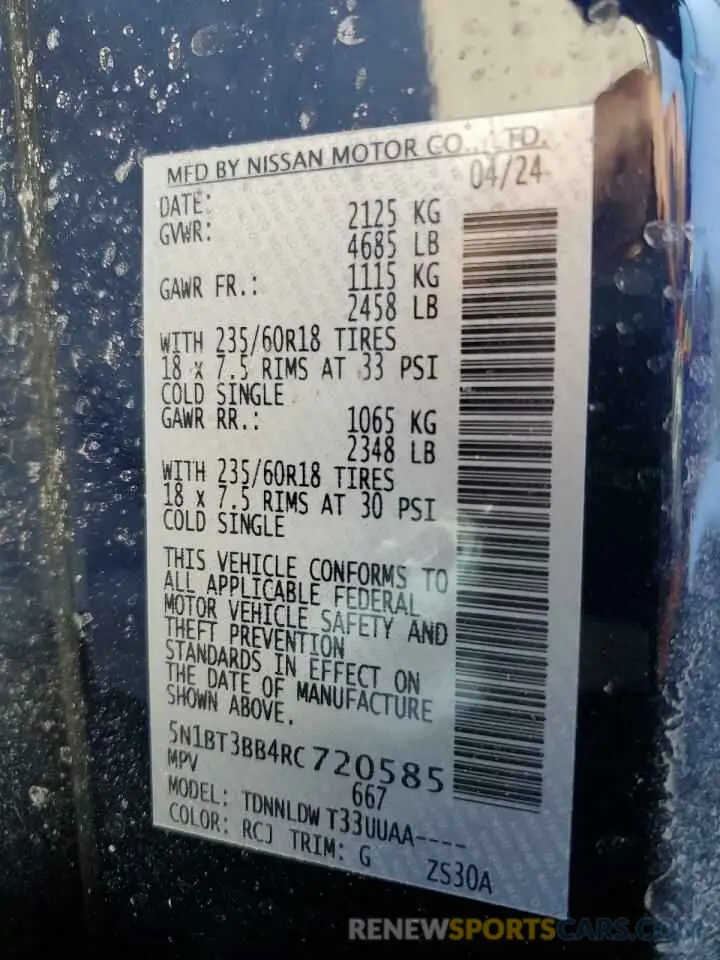 MFD BY NISSAN MOTOR CO., LTD.
DATE: 04/24
GVWR: 2125 KG
4685 LB
GAWR FR.: 1115 KG
2458 LB
WITH 235/60R18 TIRES
18 X 7.5 RIMS AT 33 PSI
COLD SINGLE
GAWR RR.: 1065 KG
2348 LB
WITH 235/60R18 TIRES
18 X 7.5 RIMS AT 30 PSI
COLD SINGLE
THIS VEHICLE CONFORMS TO
ALL APPLICABLE FEDERAL
MOTOR VEHICLE SAFETY AND
THEFT PREVENTION
STANDARDS IN EFFECT ON
THE DATE OF MANUFACTURE
SHOWN ABOVE.
5N1BT3BB4RC720585
MPV 667
MODEL: TDNNLDW T33UUAA----
COLOR: RCJ TRIM: G ZS30A
RENEWSPORTSCARS.COM